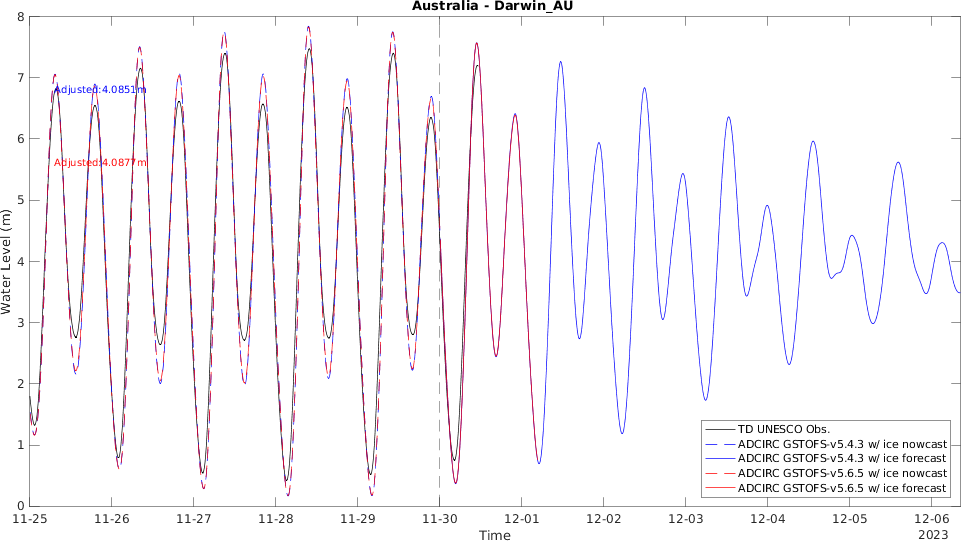 Australia - Darwin_AU
8
7
6
5
4
3
2
1
0
Water Level (m)
Adjusted:4.0851m
Adjusted:4.0877m
TD UNESCO Obs.
ADCIRC GSTOFS-v5.4.3 w/ ice nowcast
ADCIRC GSTOFS-v5.4.3 w/ ice forecast
ADCIRC GSTOFS-v5.6.5 w/ ice nowcast
ADCIRC GSTOFS-v5.6.5 w/ ice forecast
11-25 11-26 11-27 11-28 11-29 11-30 12-01 12-02 12-03 12-04 12-05 12-06
Time
2023